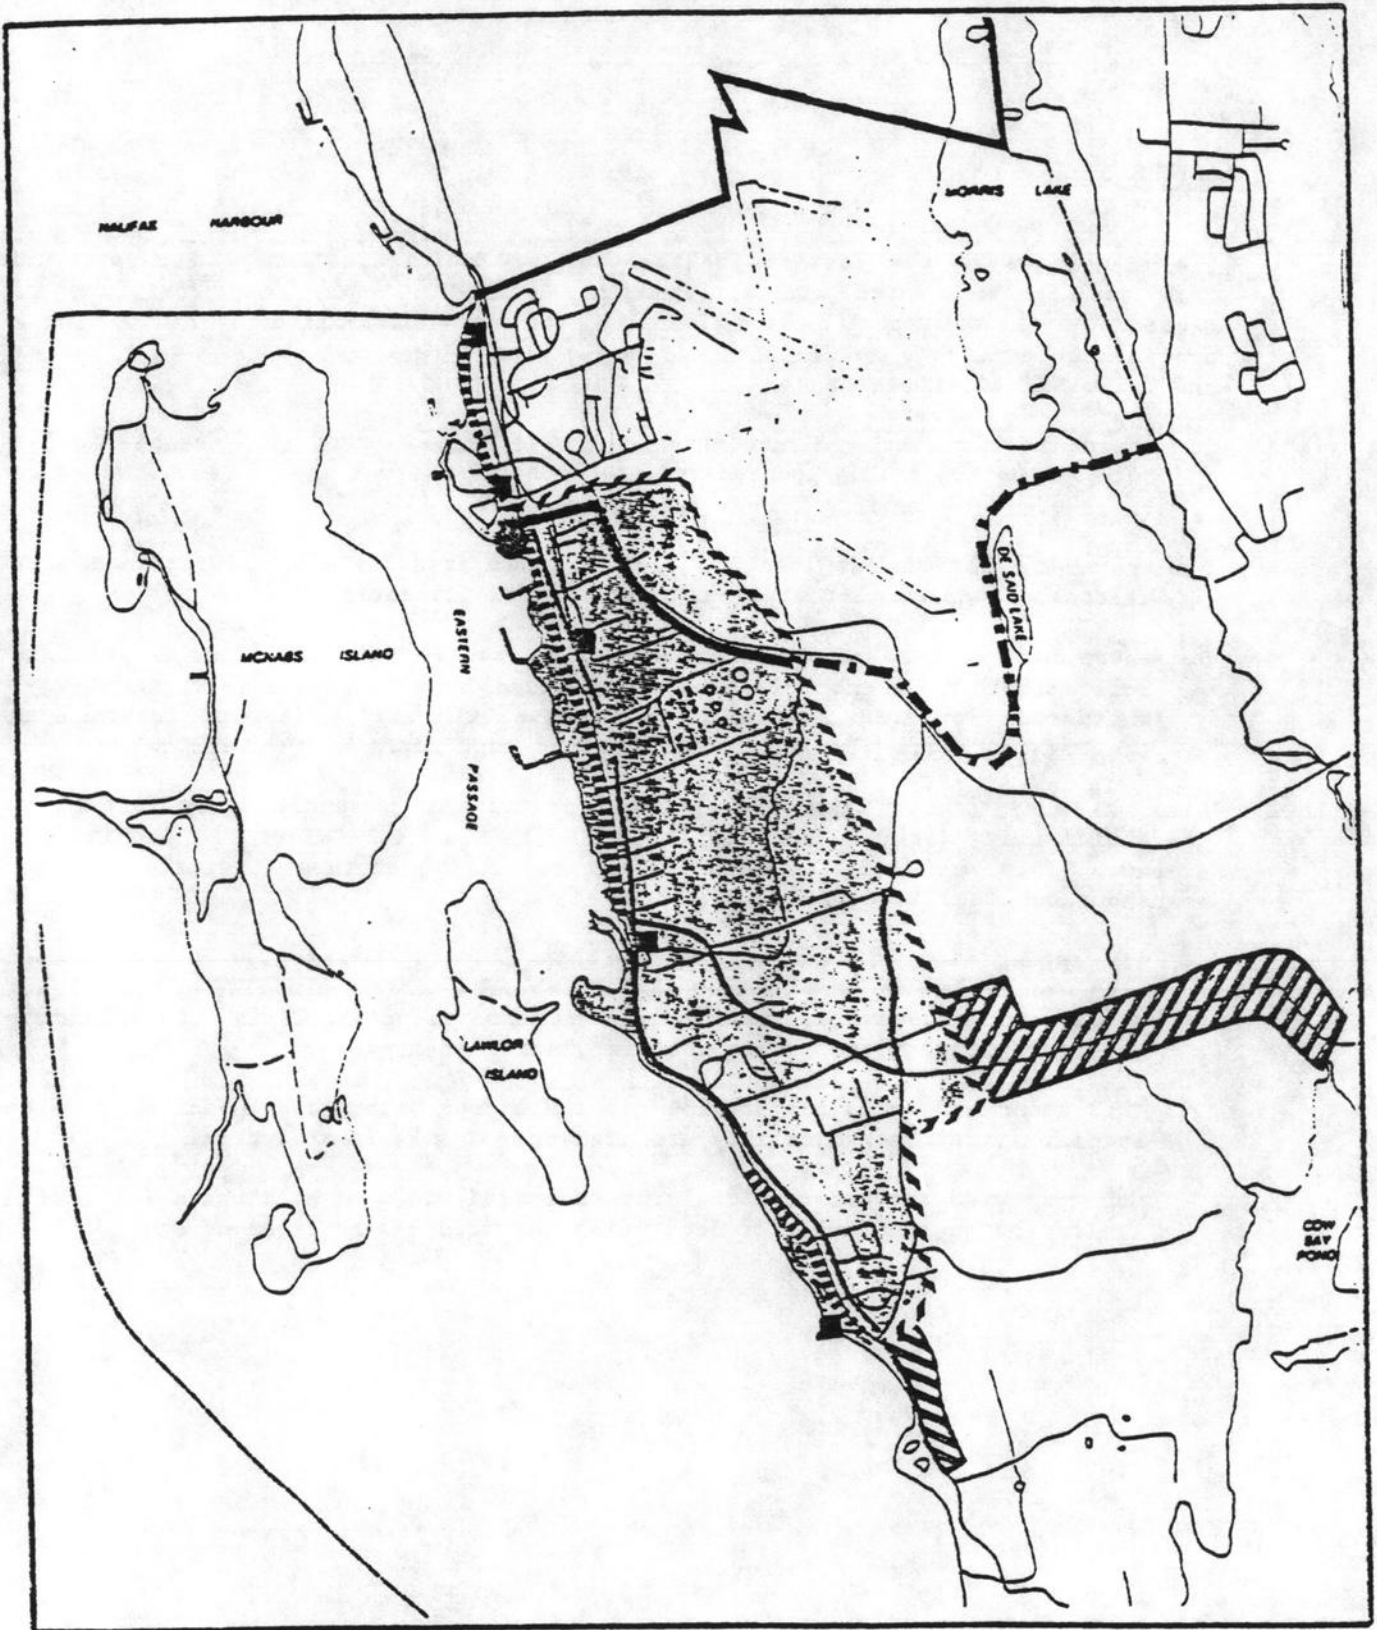 HALIFAX HARBOUR
MORRIS LAKE
DE SAID LAKE
EASTERN PASSAGE
MCNABS ISLAND
LAWLOR
ISLAND
COW
BAY
POND